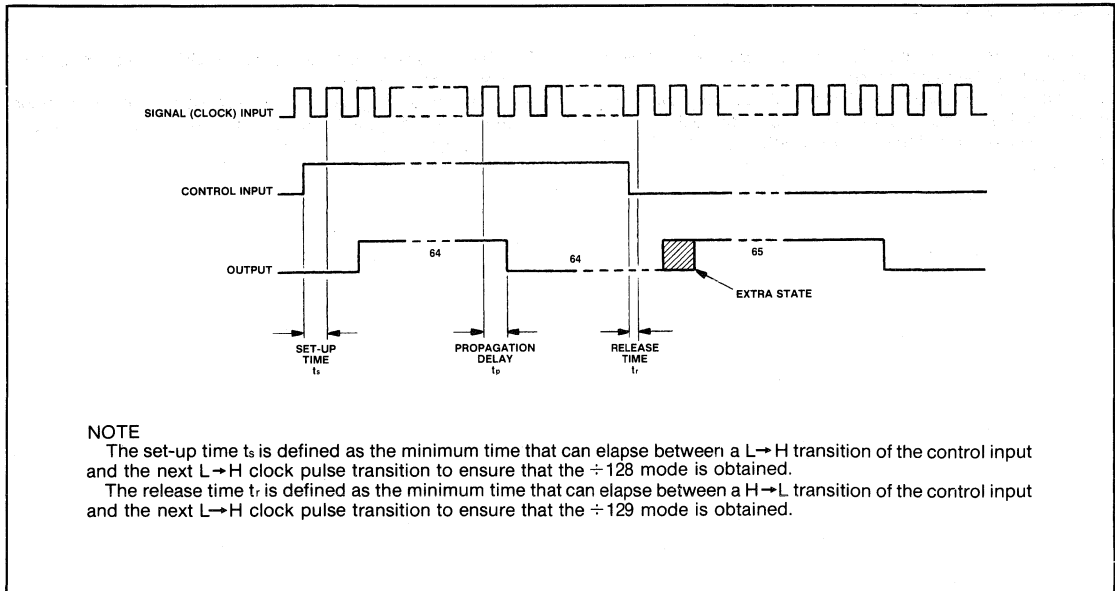 SIGNAL (CLOCK) INPUT
CONTROL INPUT
OUTPUT
64
64
65
EXTRA STATE
SET-UP
TIME
ts
PROPAGATION
DELAY
tp
RELEASE
TIME
tr
NOTE
The set-up time ts is defined as the minimum time that can elapse between a L→H transition of the control input
and the next L→H clock pulse transition to ensure that the ÷128 mode is obtained.
The release time tr is defined as the minimum time that can elapse between a H→L transition of the control input
and the next L→H clock pulse transition to ensure that the ÷129 mode is obtained.